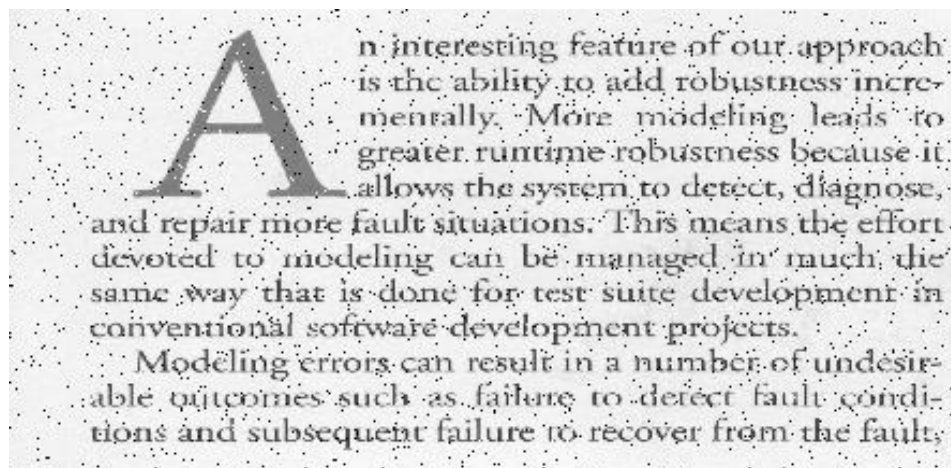 An interesting feature of our approach
is the ability to add robustness incre-
mentally. More modeling leads to
greater runtime robustness because it
allows the system to detect, diagnose,
and repair more fault situations. This means the effort
devoted to modeling can be managed in much the
same way that is done for test suite development in
conventional software development projects.
Modeling errors can result in a number of undesir-
able outcomes such as failure to detect fault condi-
tions and subsequent failure to recover from the fault,